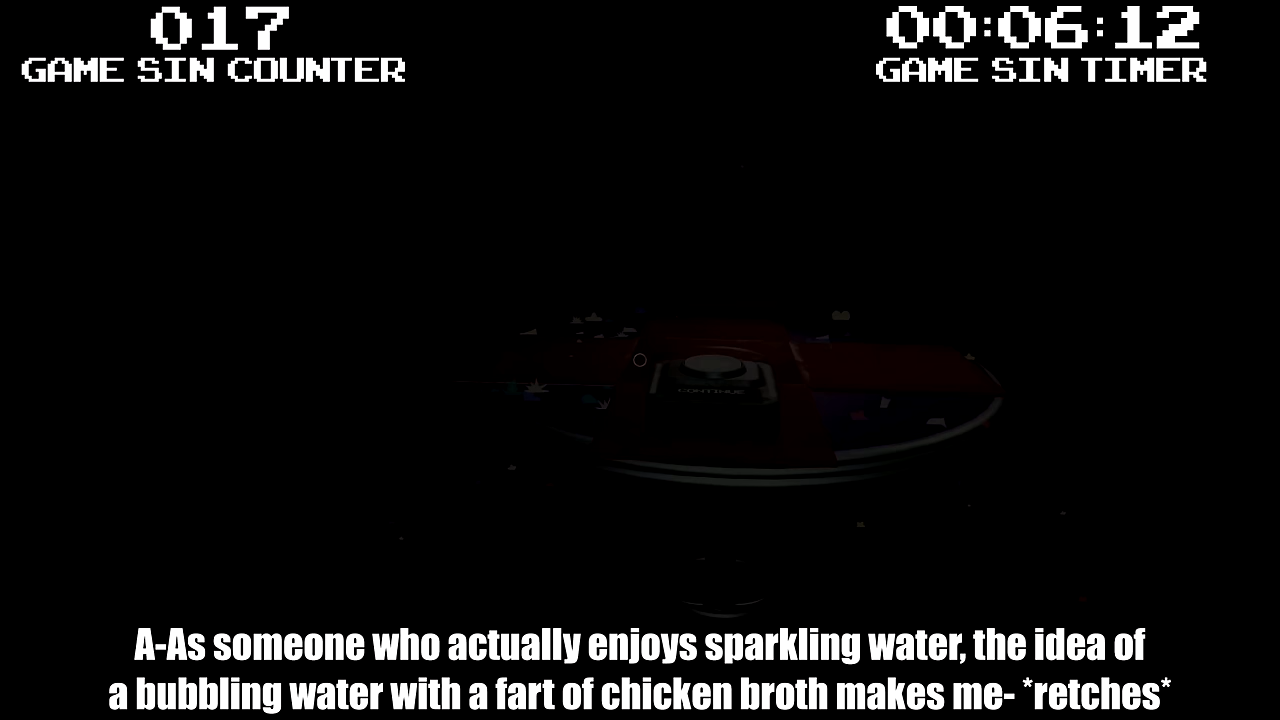 017
GAME SIN COUNTER
00:06:12
GAME SIN TIMER
CONTINUE
A-As someone who actually enjoys sparkling water, the idea of
a bubbling water with a fart of chicken broth makes me- *retches*